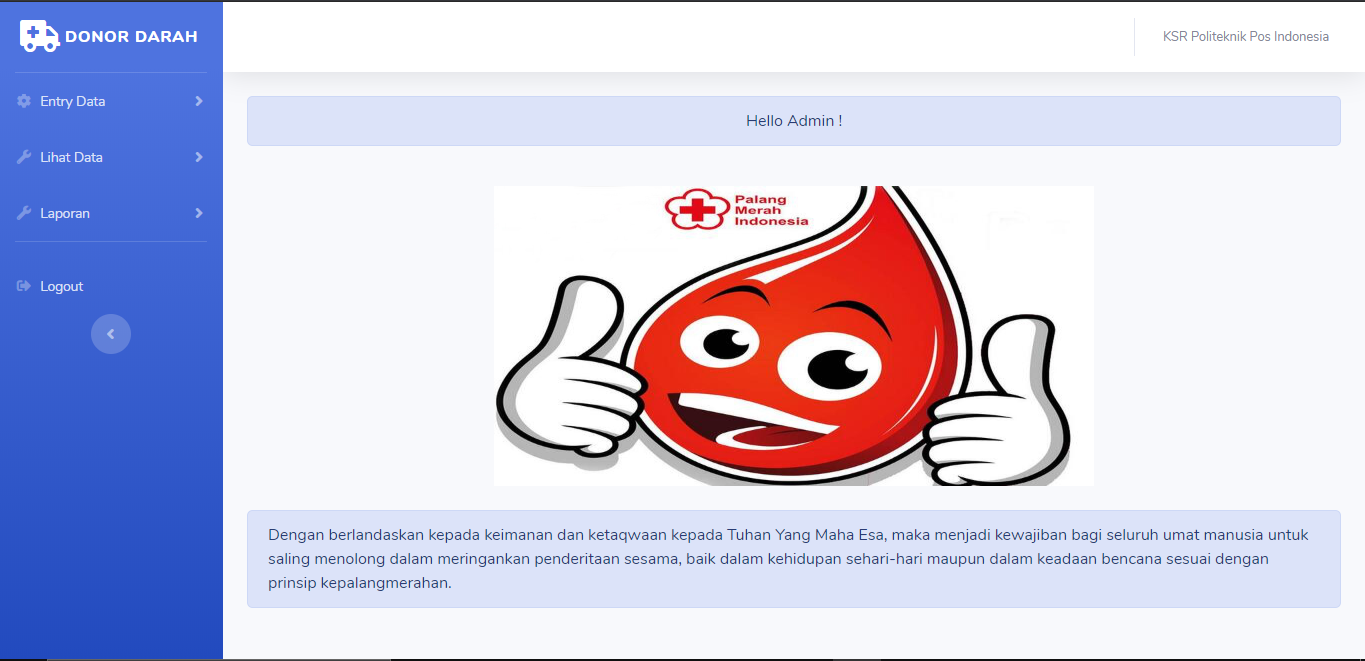 DONOR DARAH
KSR Politeknik Pos Indonesia
Entry Data
Lihat Data
Laporan
Logout
Hello Admin !
Palang
Merah
Indonesia
Dengan berlandaskan kepada keimanan dan ketaqwaan kepada Tuhan Yang Maha Esa, maka menjadi kewajiban bagi seluruh umat manusia untuk
saling menolong dalam meringankan penderitaan sesama, baik dalam kehidupan sehari-hari maupun dalam keadaan bencana sesuai dengan
prinsip kepalangmerahan.